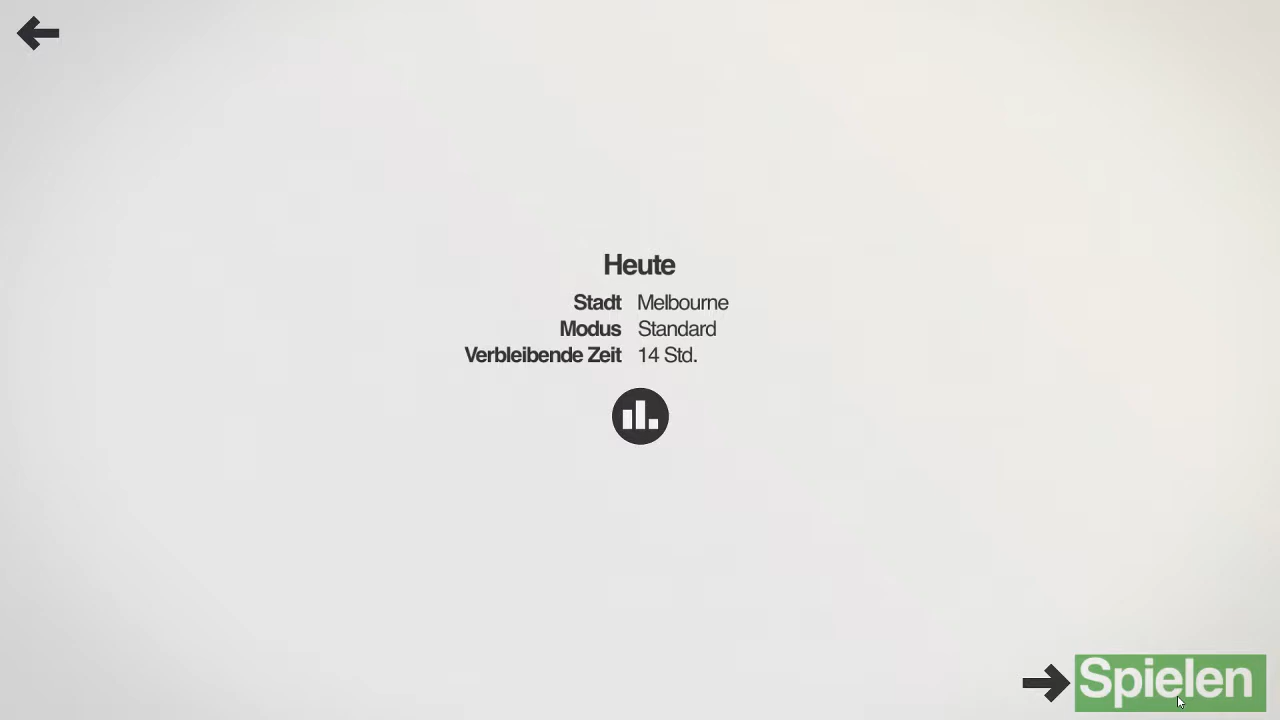 Heute
Stadt Melbourne
Modus Standard
Verbleibende Zeit 14 Std.
Spielen